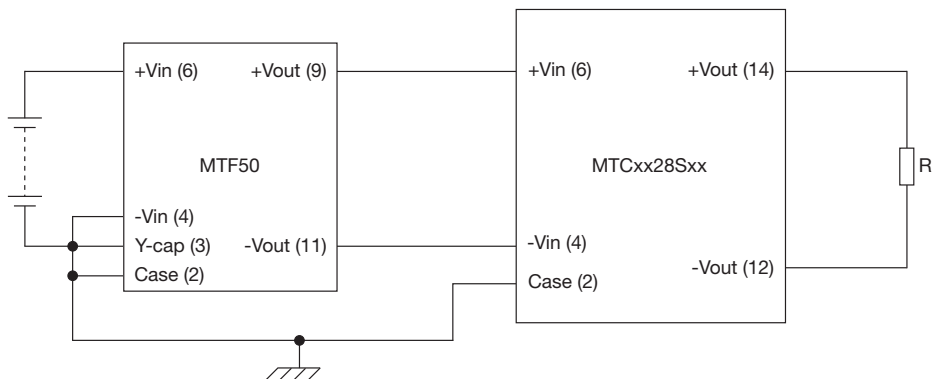 +Vin (6)
+Vout (9)
MTF50
-Vin (4)
Y-cap (3)
-Vout (11)
Case (2)
+Vin (6)
+Vout (14)
MTCxx28Sxx
-Vin (4)
Case (2)
-Vout (12)
R